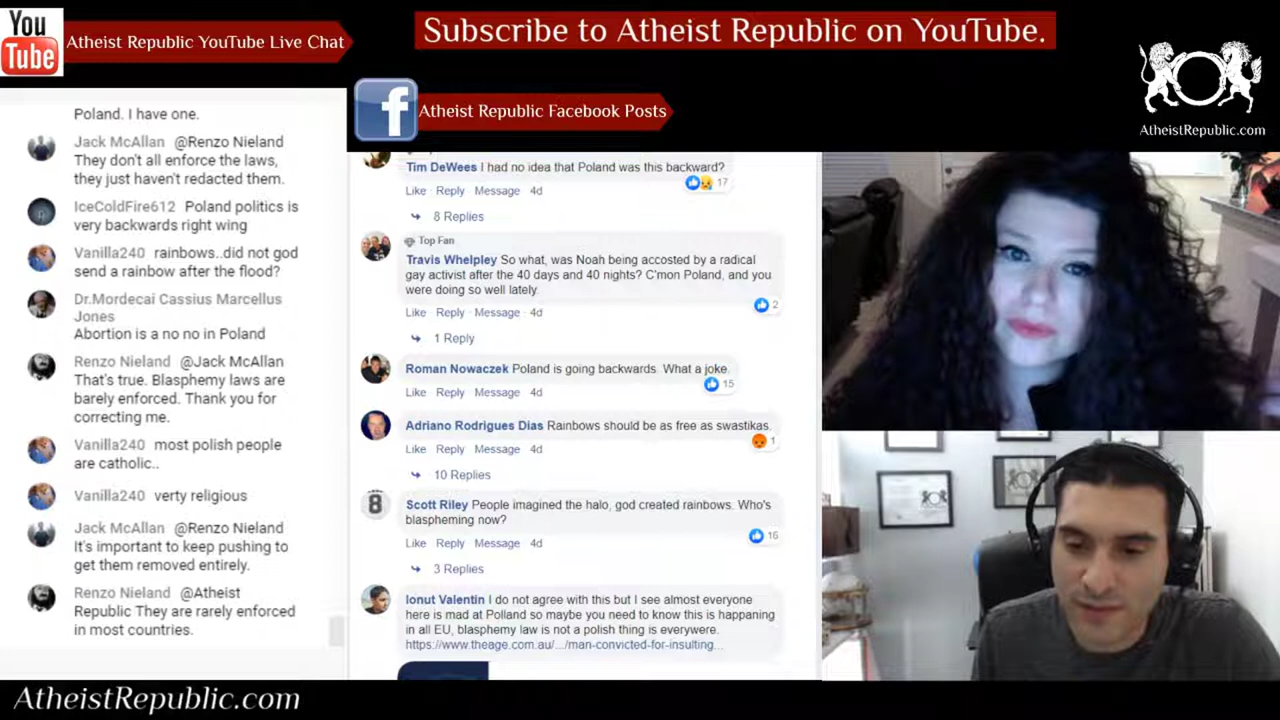 You
Tube
Atheist Republic YouTube Live Chat
Subscribe to Atheist Republic on YouTube.
AtheistRepublic.com
f
Atheist Republic Facebook Posts
Poland. I have one.
Jack McAllan @Renzo Nieland
They don't all enforce the laws,
they just haven't redacted them.
IceColdFire612 Poland politics is
very backwards right wing
Vanilla240 rainbows..did not god
send a rainbow after the flood?
Dr.Mordecai Cassius Marcellus
Jones
Abortion is a no no in Poland
Renzo Nieland @Jack McAllan
That's true. Blasphemy laws are
barely enforced. Thank you for
correcting me.
Vanilla240 most polish people
are catholic..
Vanilla240 verty religious
Jack McAllan @Renzo Nieland
It's important to keep pushing to
get them removed entirely.
Renzo Nieland @Atheist
Republic They are rarely enforced
in most countries.
Tim DeWees I had no idea that Poland was this backward?
17
Like · Reply · Message · 4d
8 Replies
Top Fan
Travis Whelpley So what, was Noah being accosted by a radical
gay activist after the 40 days and 40 nights? C'mon Poland, and you
were doing so well lately.
2
Like · Reply · Message · 4d
1 Reply
Roman Nowaczek Poland is going backwards. What a joke.
15
Like · Reply · Message · 4d
Adriano Rodrigues Dias Rainbows should be as free as swastikas.
1
Like · Reply · Message · 4d
10 Replies
8
Scott Riley People imagined the halo, god created rainbows. Who's
blaspheming now?
16
Like · Reply · Message · 4d
3 Replies
Ionut Valentin I do not agree with this but I see almost everyone
here is mad at Poland so maybe you need to know this is happaning
in all EU, blasphemy law is not a polish thing is everywere.
https://www.theage.com.au/.../man-convicted-for-insulting...
AtheistRepublic.com